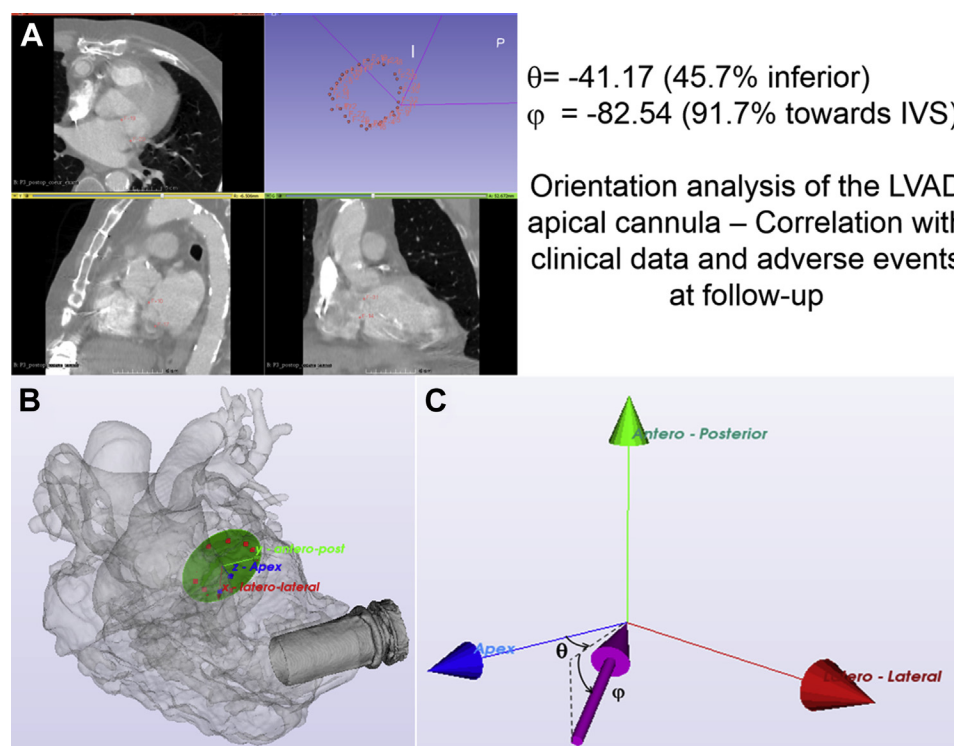 A
I
P
θ= -41.17 (45.7% inferior)
φ = -82.54 (91.7% towards IVS)
Orientation analysis of the LVAD
apical cannula – Correlation with
clinical data and adverse events
at follow-up
B
y - antero-post
z - Apex
x - latero-lateral
C
Antero - Posterior
Apex
θ
φ
Latero - Lateral